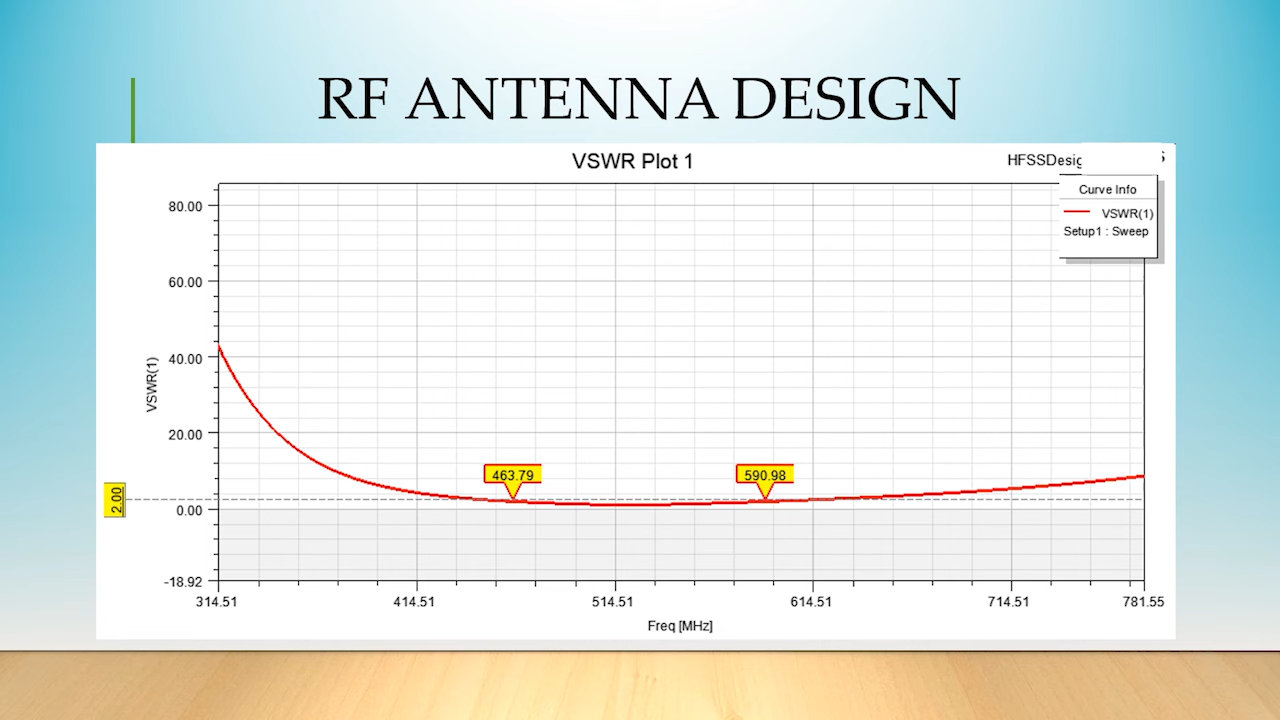 RF ANTENNA DESIGN
VSWR Plot 1
Curve Info
VSWR(1)
Setup1 : Sweep
80.00
60.00
40.00
20.00
0.00
-18.92
VSWR(1)
2.00
463.79
590.98
314.51
414.51
514.51
614.51
714.51
781.55
Freq [MHz]